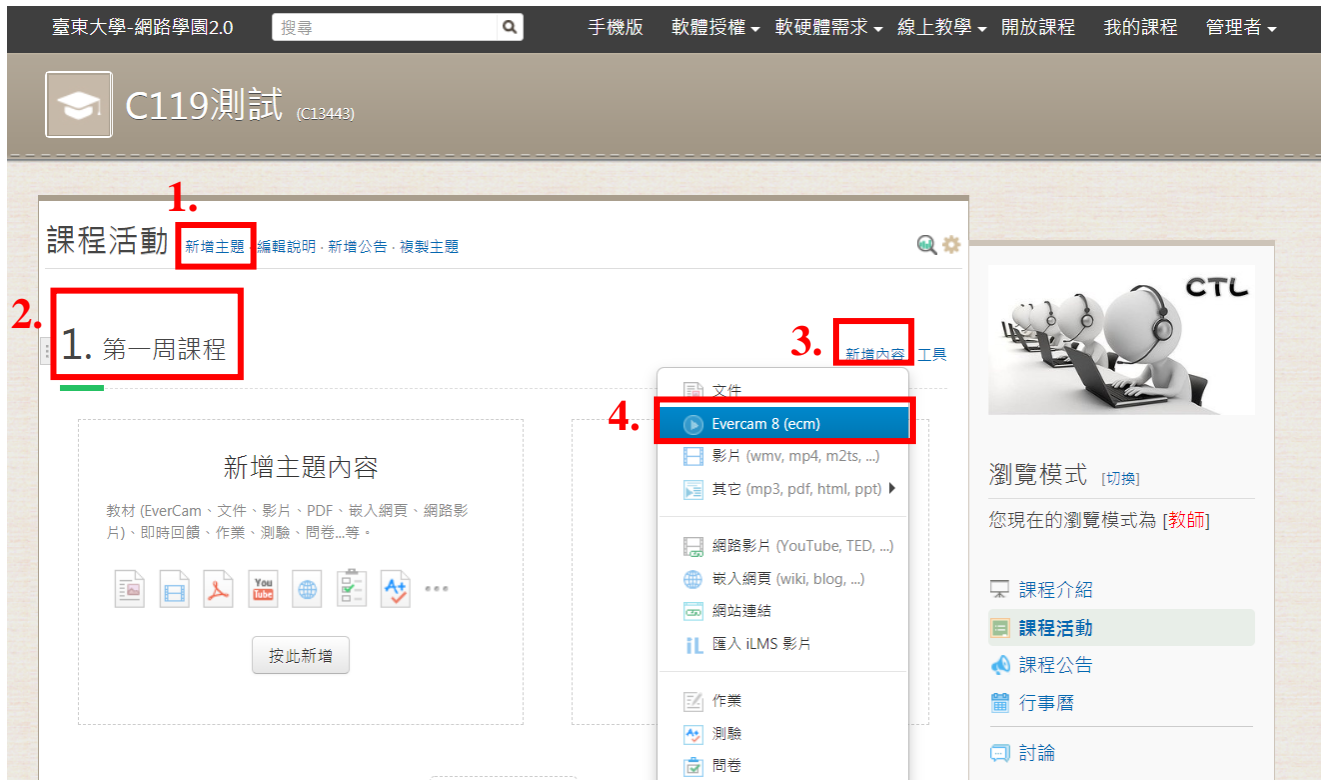 臺東大學-網路學園2.0 搜尋 手機版 軟體授權 軟硬體需求 線上教學 開放課程 我的課程 管理者
C119測試 (C13443)
1.
課程活動 新增主題 · 編輯說明 · 新增公告 · 複製主題
2.
1. 第一周課程
3.
新增內容 工具
文件
4.
Evercam 8 (ecm)
影片 (wmv, mp4, m2ts, ...)
其它 (mp3, pdf, html, ppt)
網路影片 (YouTube, TED, ...)
嵌入網頁 (wiki, blog, ...)
網站連結
匯入 iLMS 影片
作業
測驗
問卷
新增主題內容
教材 (EverCam、文件、影片、PDF、嵌入網頁、網路影
片)、即時回饋、作業、測驗、問卷...等。
You
Tube
A+
按此新增
CTL
瀏覽模式 [切換]
您現在的瀏覽模式為 [教師]
課程介紹
課程活動
課程公告
行事曆
討論